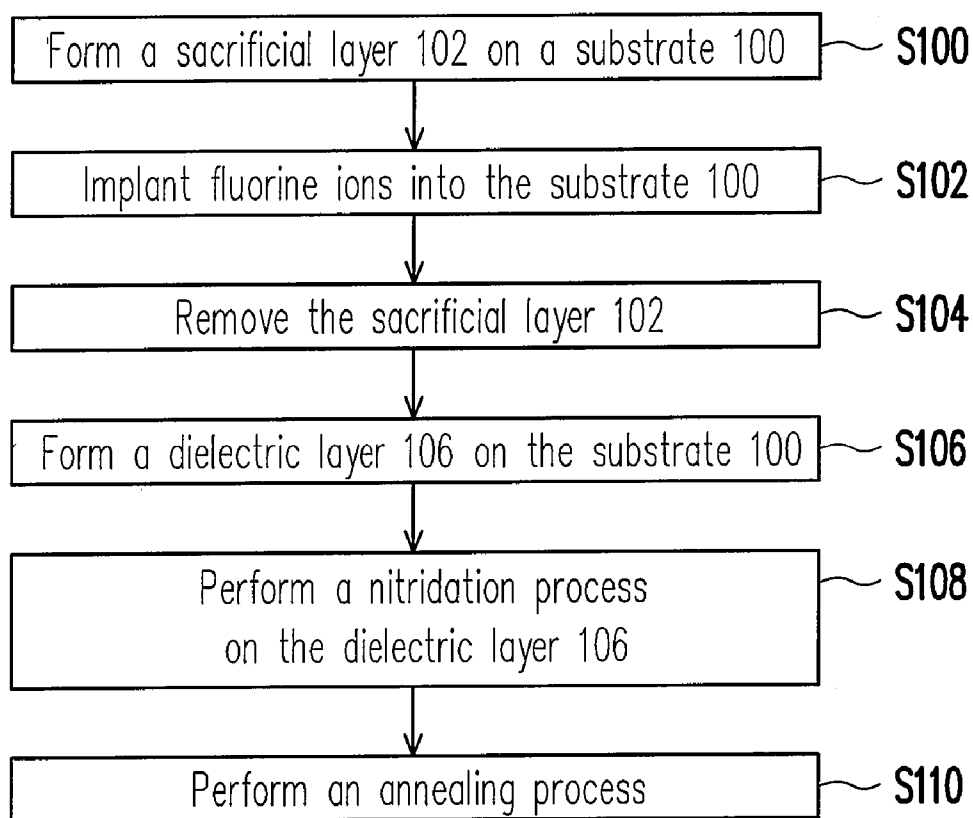 Form a sacrificial layer 102 on a substrate 100 S100
Implant fluorine ions into the substrate 100 S102
Remove the sacrificial layer 102 S104
Form a dielectric layer 106 on the substrate 100 S106
Perform a nitridation process S108
on the dielectric layer 106
Perform an annealing process S110